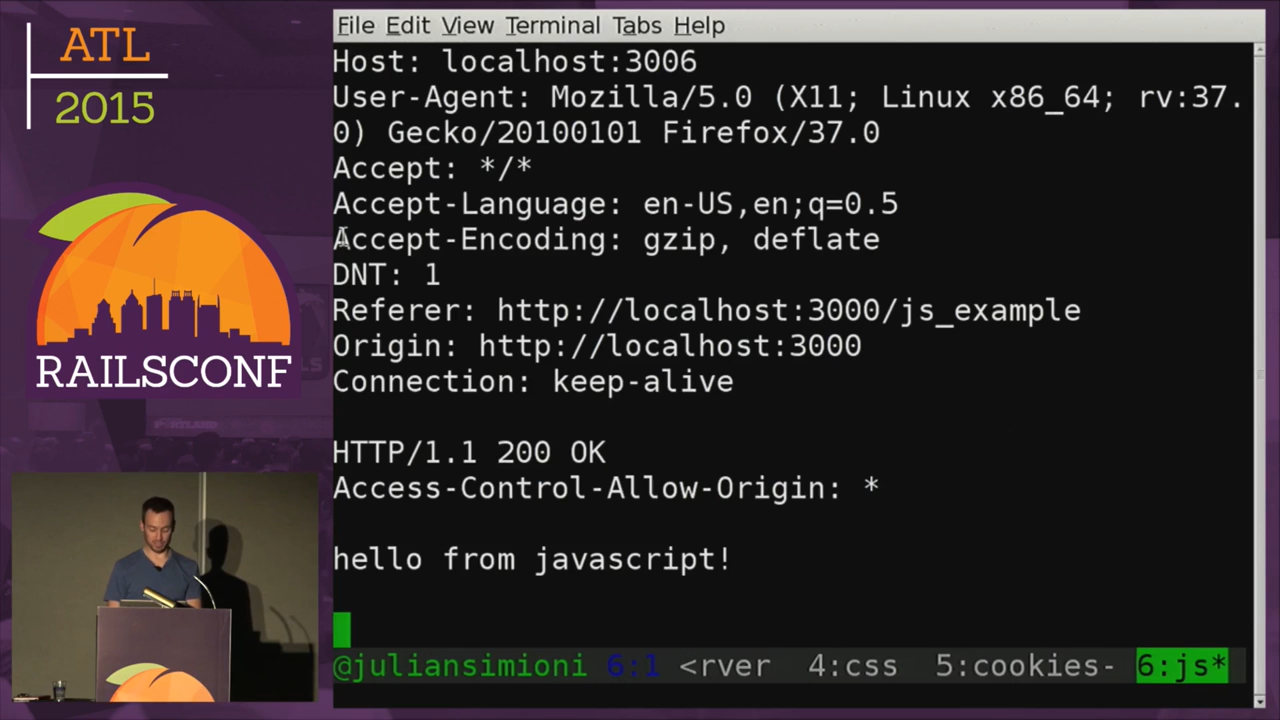 ATL
2015
RAILSCONF
File Edit View Terminal Tabs Help
Host: localhost:3006
User-Agent: Mozilla/5.0 (X11; Linux x86_64; rv:37.
0) Gecko/20100101 Firefox/37.0
Accept: */*
Accept-Language: en-US,en;q=0.5
Accept-Encoding: gzip, deflate
DNT: 1
Referer: http://localhost:3000/js_example
Origin: http://localhost:3000
Connection: keep-alive
HTTP/1.1 200 OK
Access-Control-Allow-Origin: *
hello from javascript!
@juliansimioni 6:1 <rver 4:css 5:cookies- 6:js*
PORTLAND